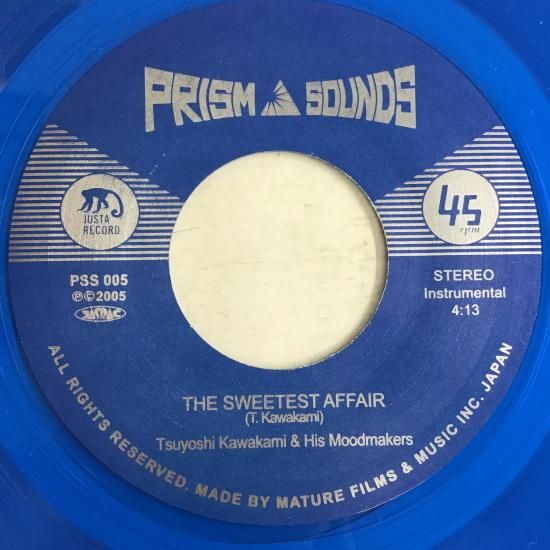 PRISM SOUNDS
JUSTA
RECORD
45
rpm
PSS 005
℗©2005
JASRAC
STEREO
Instrumental
4:13
THE SWEETEST AFFAIR
(T. Kawakami)
Tsuyoshi Kawakami & His Moodmakers
ALL RIGHTS RESERVED. MADE BY MATURE FILMS & MUSIC INC. JAPAN